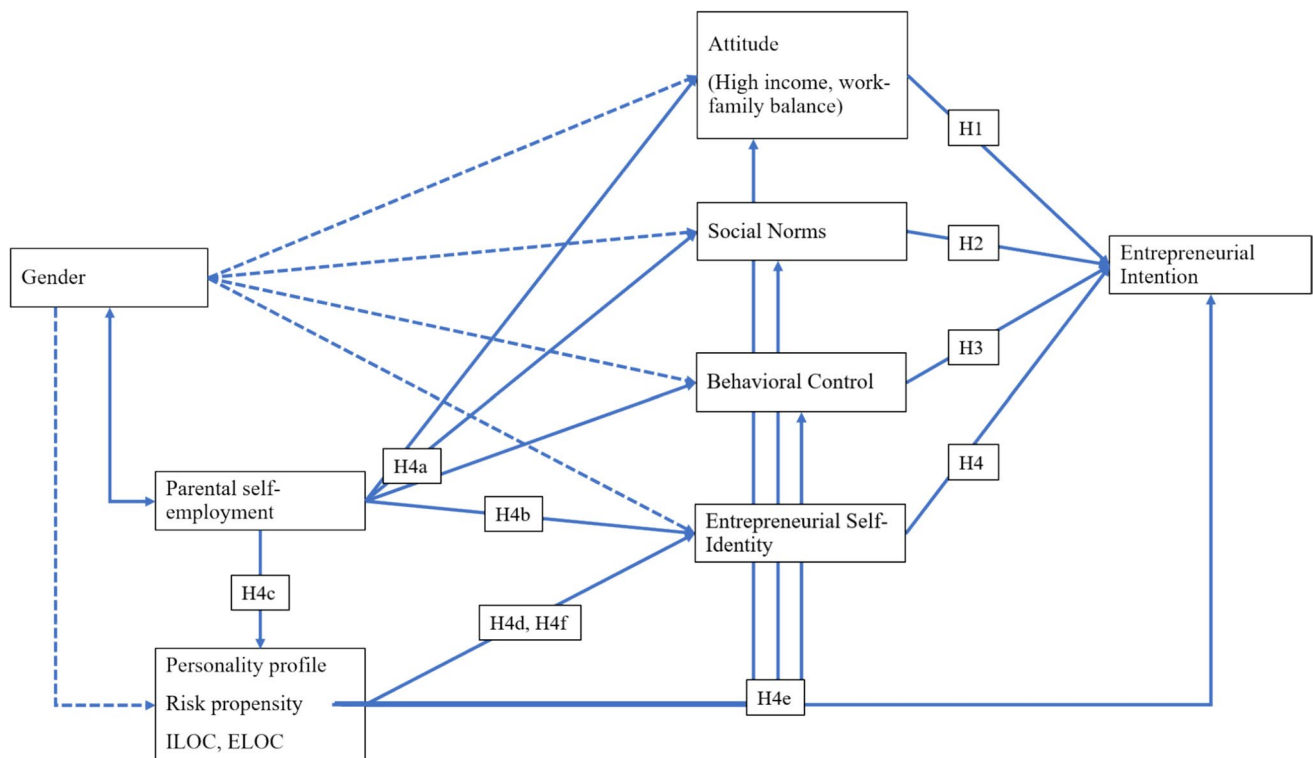 Attitude
(High income, work-
family balance)
H1
Social Norms
H2
Gender
Entrepreneurial
Intention
H3
Behavioral Control
H4a
H4
Parental self-
employment
H4b
Entrepreneurial Self-
Identity
H4c
H4d, H4f
Personality profile
Risk propensity
ILOC, ELOC
H4e